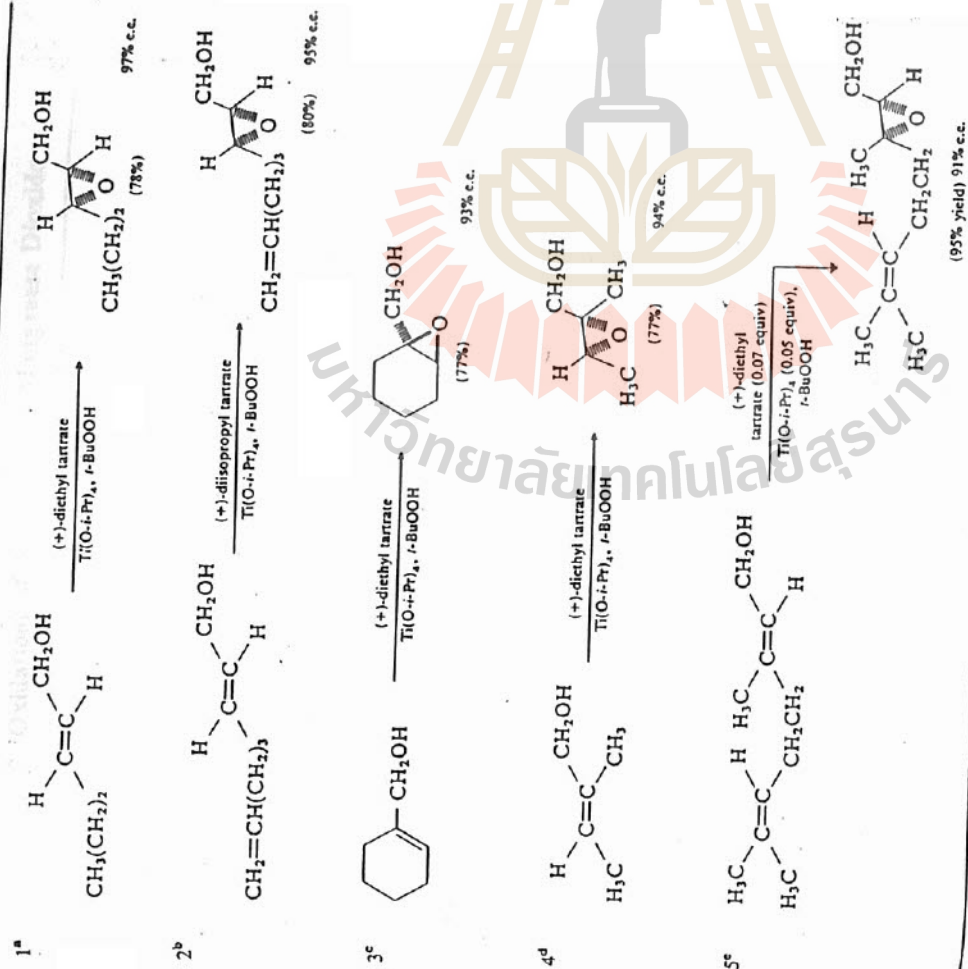 1a
CH₃(CH₂)₂
H
C=C
CH₂OH
H
(+)-diethyl tartrate
Ti(O-i-Pr)₄, t-BuOOH
H
CH₂OH
CH₃(CH₂)₂
O
H
(78%)
97% e.e.
2b
CH₂=CH(CH₂)₃
H
C=C
CH₂OH
H
(+)-diisopropyl tartrate
Ti(O-i-Pr)₄, t-BuOOH
H
CH₂OH
CH₂=CH(CH₂)₃
O
H
(80%)
95% e.e.
3c
CH₂OH
(+)-diethyl tartrate
Ti(O-i-Pr)₄, t-BuOOH
CH₂OH
O
(77%)
93% e.e.
4d
H
H₃C
C=C
CH₂OH
CH₃
(+)-diethyl tartrate
Ti(O-i-Pr)₄, t-BuOOH
H
H₃C
O
CH₂OH
CH₃
(77%)
94% e.e.
5e
H₃C
H₃C
C=C
H
CH₂CH₂
H₃C
C=C
CH₂OH
H
(+)-diethyl
tartrate (0.07 equiv)
Ti(O-i-Pr)₄ (0.05 equiv),
t-BuOOH
H₃C
H₃C
C=C
H
CH₂CH₂
H₃C
O
CH₂OH
H
(95% yield) 91% e.e.
มหาวิทยาลัยเทคโนโลยีสุรนารี